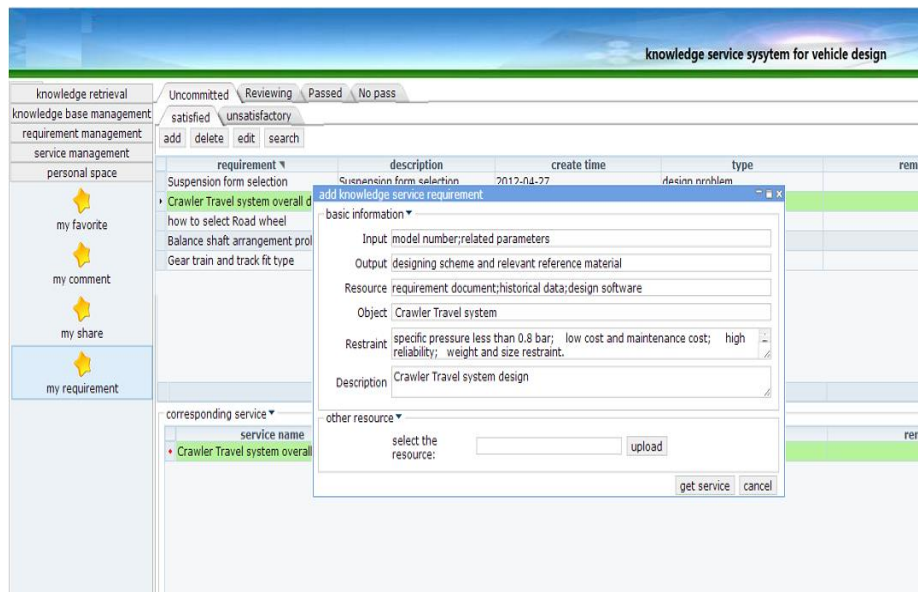 knowledge service sysytem for vehicle design
knowledge retrieval
knowledge base management
requirement management
service management
personal space
my favorite
my comment
my share
my requirement
Uncommitted Reviewing Passed No pass
satisfied unsatisfactory
add delete edit search
requirement description create time type rem
Suspension form selection Suspension form selection 2012-04-27 design problem
Crawler Travel system overall d
how to select Road wheel
Balance shaft arrangement prol
Gear train and track fit type
add knowledge service requirement
basic information
Input model number;related parameters
Output designing scheme and relevant reference material
Resource requirement document;historical data;design software
Object Crawler Travel system
Restraint specific pressure less than 0.8 bar; low cost and maintenance cost; high
reliability; weight and size restraint.
Description Crawler Travel system design
other resource
select the
resource: upload
get service cancel
corresponding service
service name rer
Crawler Travel system overall